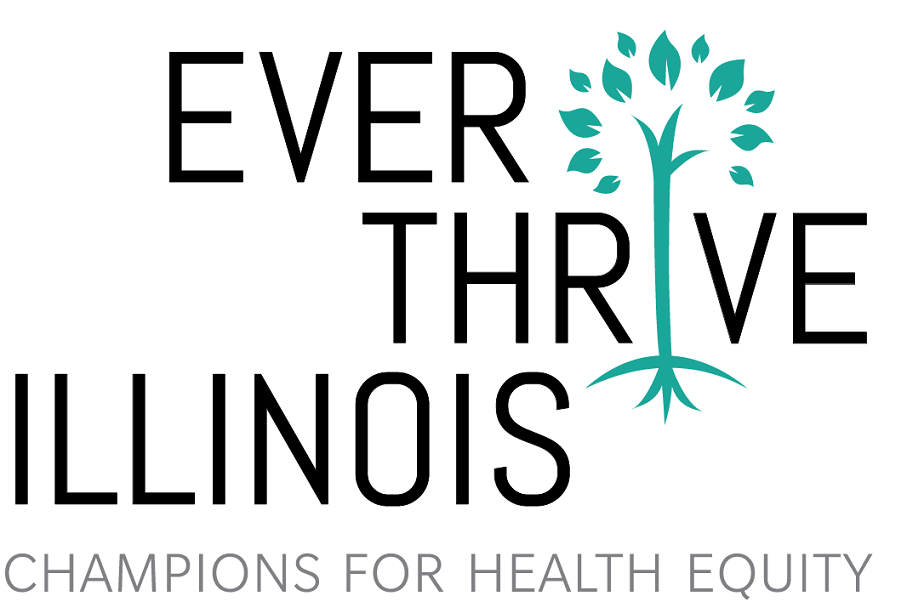 EVER
THRIVE
ILLINOIS
CHAMPIONS FOR HEALTH EQUITY